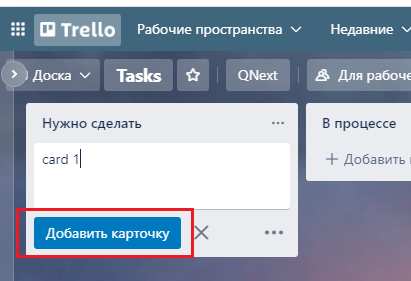 Trello Рабочие пространства Недавние
Доска Tasks QNext Для рабоче
Нужно сделать ... В процессе
card 1
+ Добавить к
Добавить карточку ...